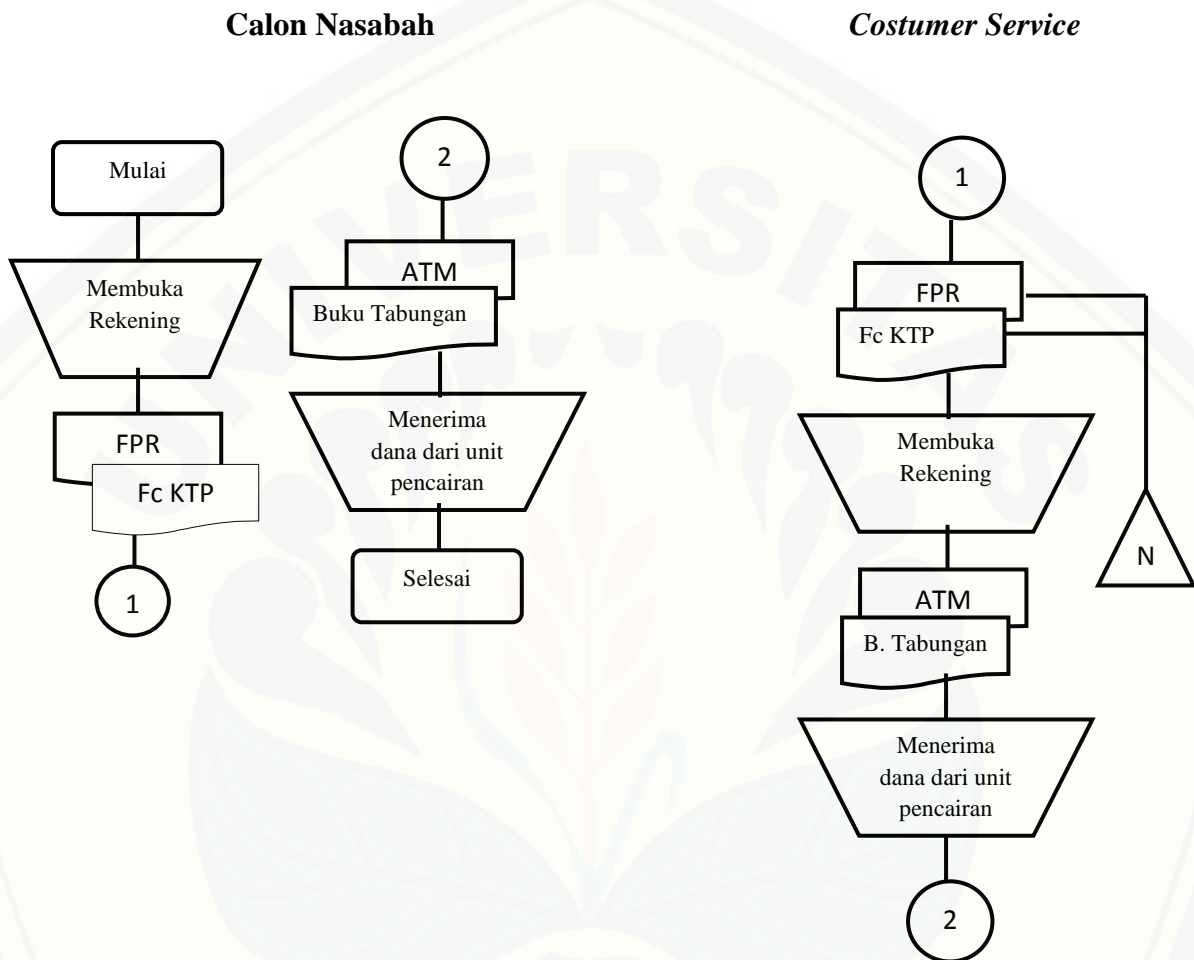 Calon Nasabah
Costumer Service
Mulai
Membuka
Rekening
FPR
Fc KTP
1
2
ATM
Buku Tabungan
Menerima
dana dari unit
pencairan
Selesai
1
FPR
Fc KTP
N
Membuka
Rekening
ATM
B. Tabungan
Menerima
dana dari unit
pencairan
2
UNIVERSITAS